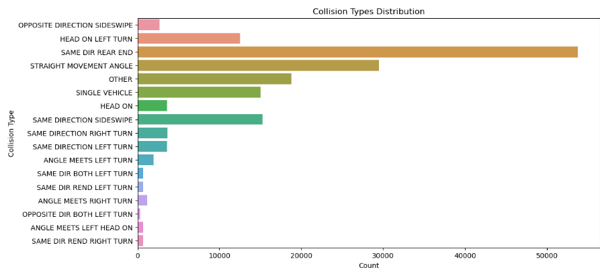 Collision Types Distribution
OPPOSITE DIRECTION SIDESWIPE
HEAD ON LEFT TURN
SAME DIR REAR END
STRAIGHT MOVEMENT ANGLE
OTHER
SINGLE VEHICLE
HEAD ON
SAME DIRECTION SIDESWIPE
SAME DIRECTION RIGHT TURN
SAME DIRECTION LEFT TURN
ANGLE MEETS LEFT TURN
SAME DIR BOTH LEFT TURN
SAME DIR REND LEFT TURN
ANGLE MEETS RIGHT TURN
OPPOSITE DIR BOTH LEFT TURN
ANGLE MEETS LEFT HEAD ON
SAME DIR REND RIGHT TURN
Collision Type
0 10000 20000 30000 40000 50000
Count